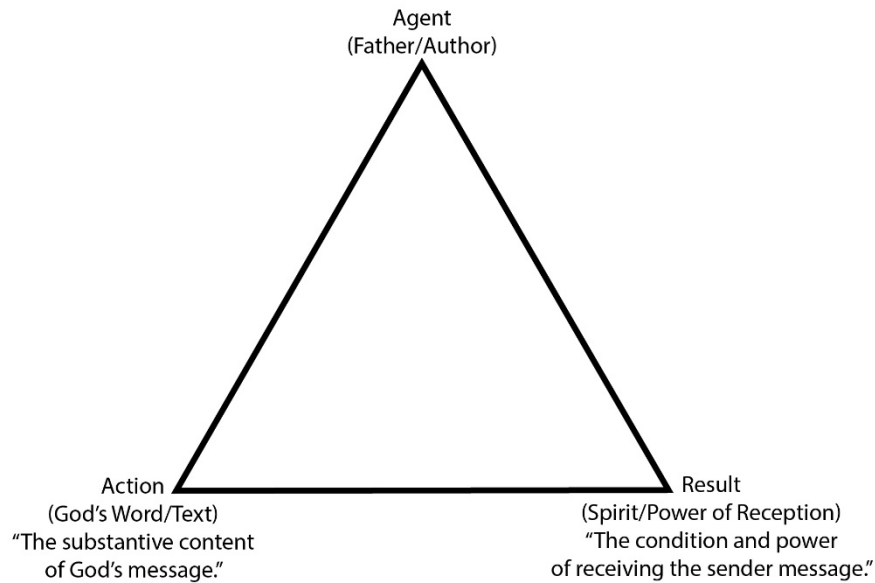 Agent
(Father/Author)
Action
(God's Word/Text)
“The substantive content
of God's message.”
Result
(Spirit/Power of Reception)
“The condition and power
of receiving the sender message.”